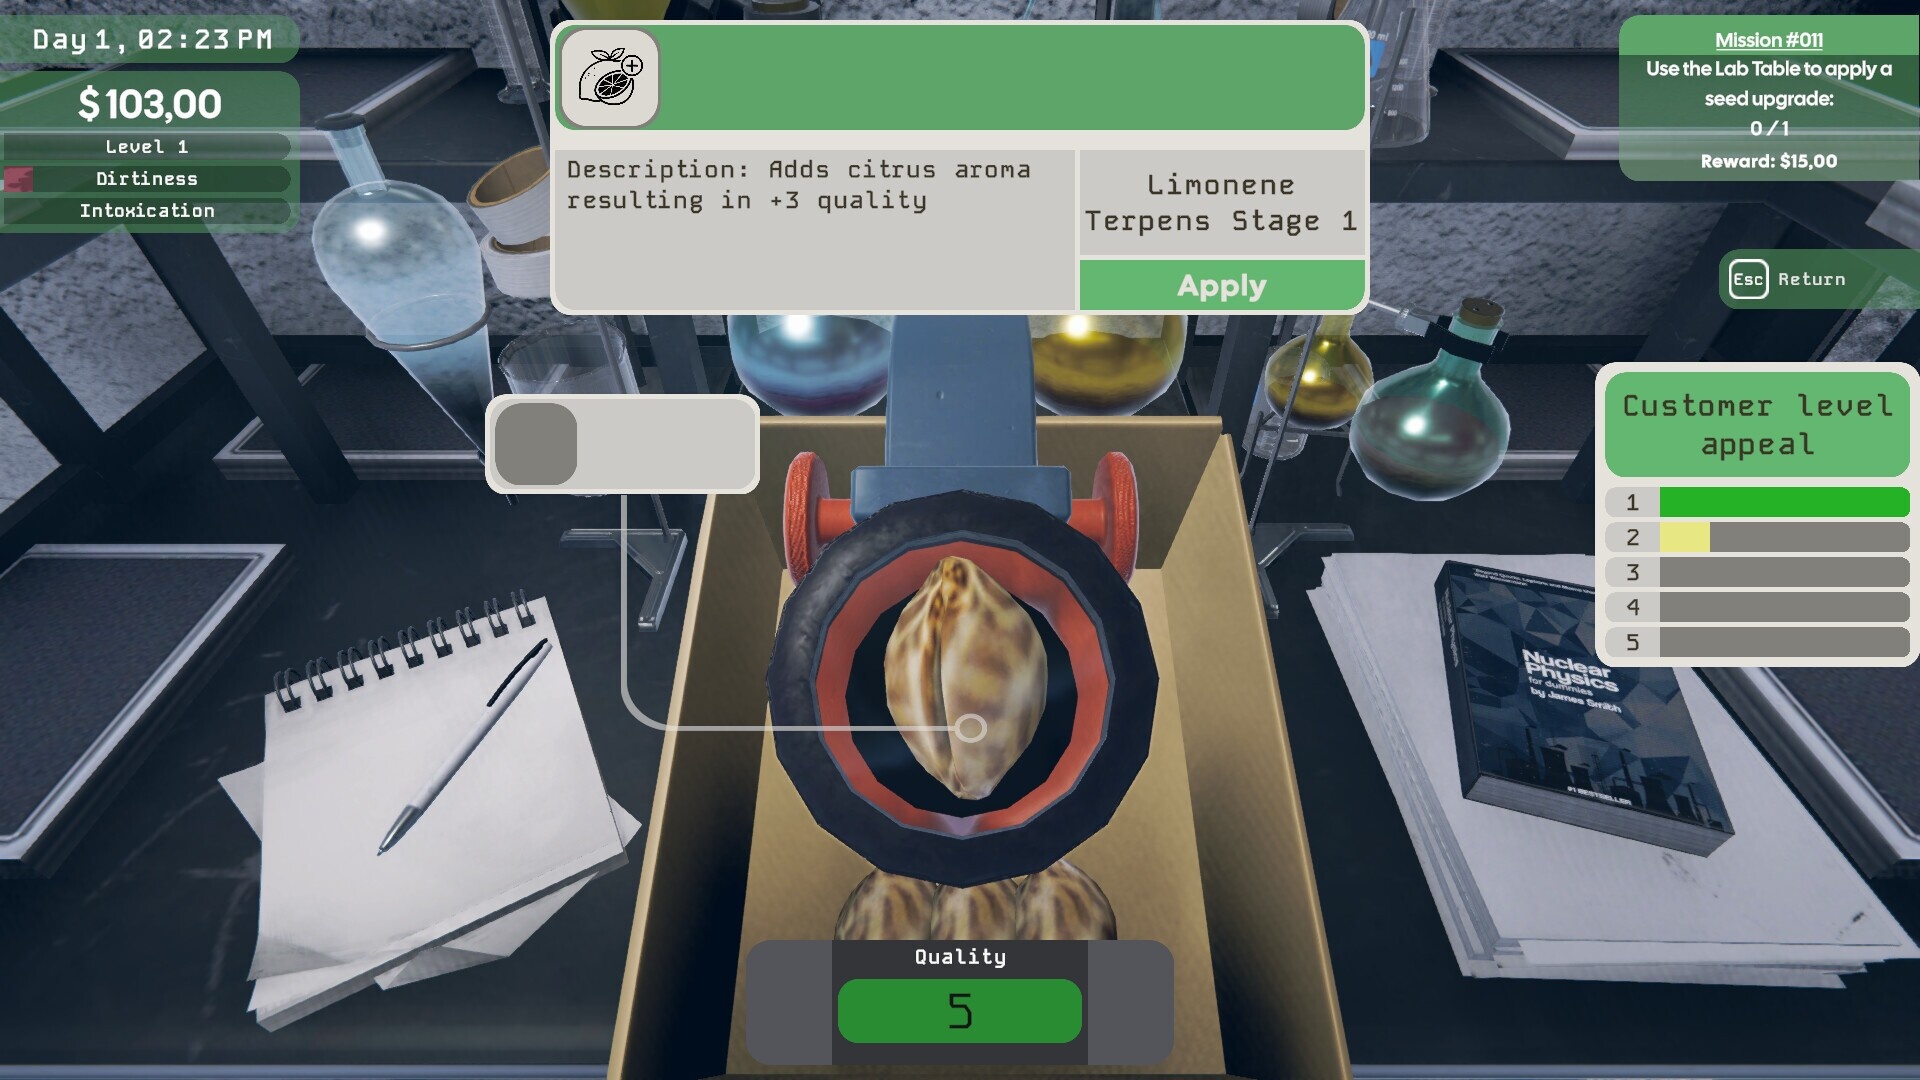 Day 1, 02:23 PM
$103,00
Level 1
Dirtiness
Intoxication
Description: Adds citrus aroma
resulting in +3 quality
Limonene
Terpens Stage 1
Apply
Mission #011
Use the Lab Table to apply a
seed upgrade:
0/1
Reward: $15,00
Esc Return
Customer level
appeal
1
2
3
4
5
Nuclear
Physics
for dummies
by James Smith
#1 BESTSELLER
Quality
5